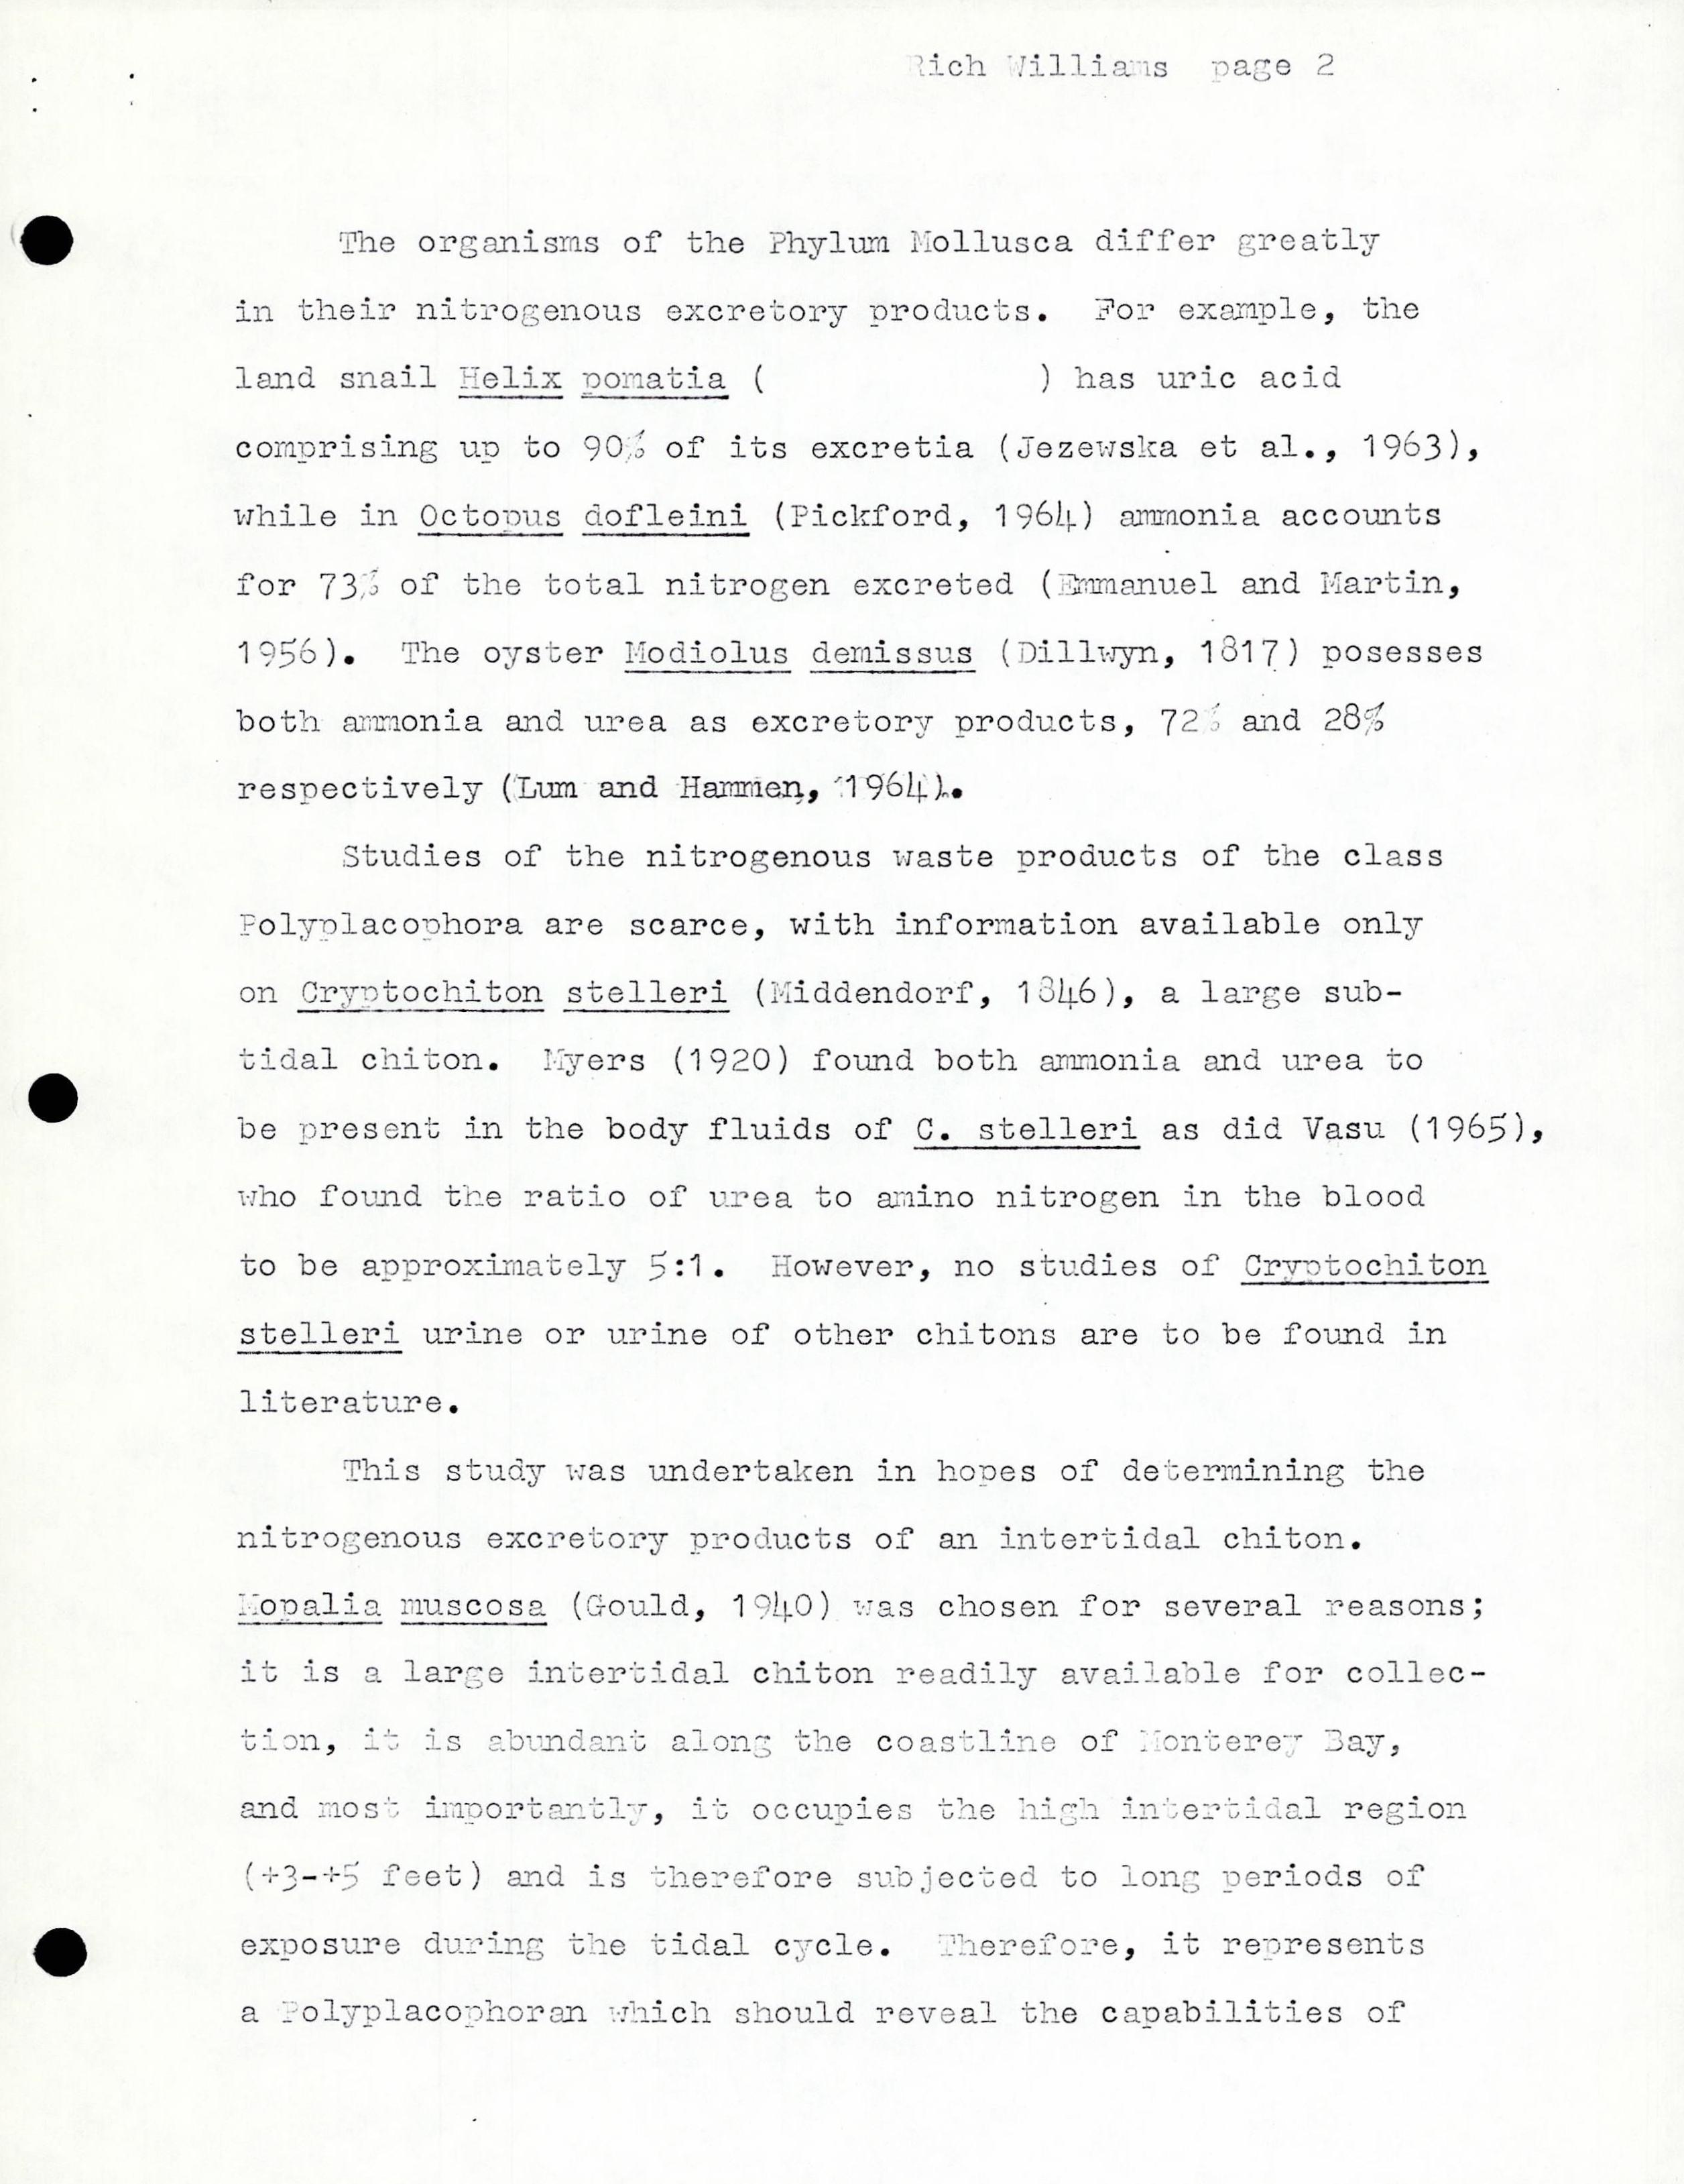 Rich Williams page 2
The organisms of the Phylum Mollusca differ greatly
in their nitrogenous excretory products. For example, the
land snail Helix pomatia ( ) has uric acid
comprising up to 90% of its excretia (Jezewska et al., 1963),
while in Octopus dofleini (Pickford, 1964) ammonia accounts
for 73% of the total nitrogen excreted (Emmanuel and Martin,
1956). The oyster Modiolus demissus (Dillwyn, 1817) posesses
both ammonia and urea as excretory products, 72% and 28%
respectively (Lum and Hammen, 1964).
Studies of the nitrogenous waste products of the class
Polyplacophora are scarce, with information available only
on Cryptochiton stelleri (Middendorf, 1846), a large sub-
tidal chiton. Myers (1920) found both ammonia and urea to
be present in the body fluids of C. stelleri as did Vasu (1965),
who found the ratio of urea to amino nitrogen in the blood
to be approximately 5:1. However, no studies of Cryptochiton
stelleri urine or urine of other chitons are to be found in
literature.
This study was undertaken in hopes of determining the
nitrogenous excretory products of an intertidal chiton.
Mopalia muscosa (Gould, 1940) was chosen for several reasons;
it is a large intertidal chiton readily available for collec-
tion, it is abundant along the coastline of Monterey Bay,
and most importantly, it occupies the high intertidal region
(+3-+5 feet) and is therefore subjected to long periods of
exposure during the tidal cycle. Therefore, it represents
a Polyplacophoran which should reveal the capabilities of